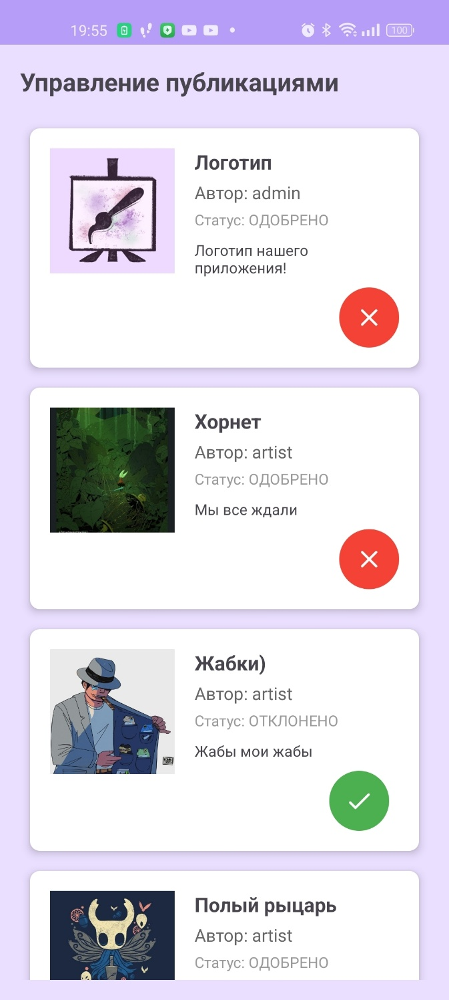 19:55
100
Управление публикациями
Логотип
Автор: admin
Статус: ОДОБРЕНО
Логотип нашего
приложения!
Хорнет
Автор: artist
Статус: ОДОБРЕНО
Мы все ждали
Жабки)
Автор: artist
Статус: ОТКЛОНЕНО
Жабы мои жабы
Полый рыцарь
Автор: artist
Статус: ОДОБРЕНО